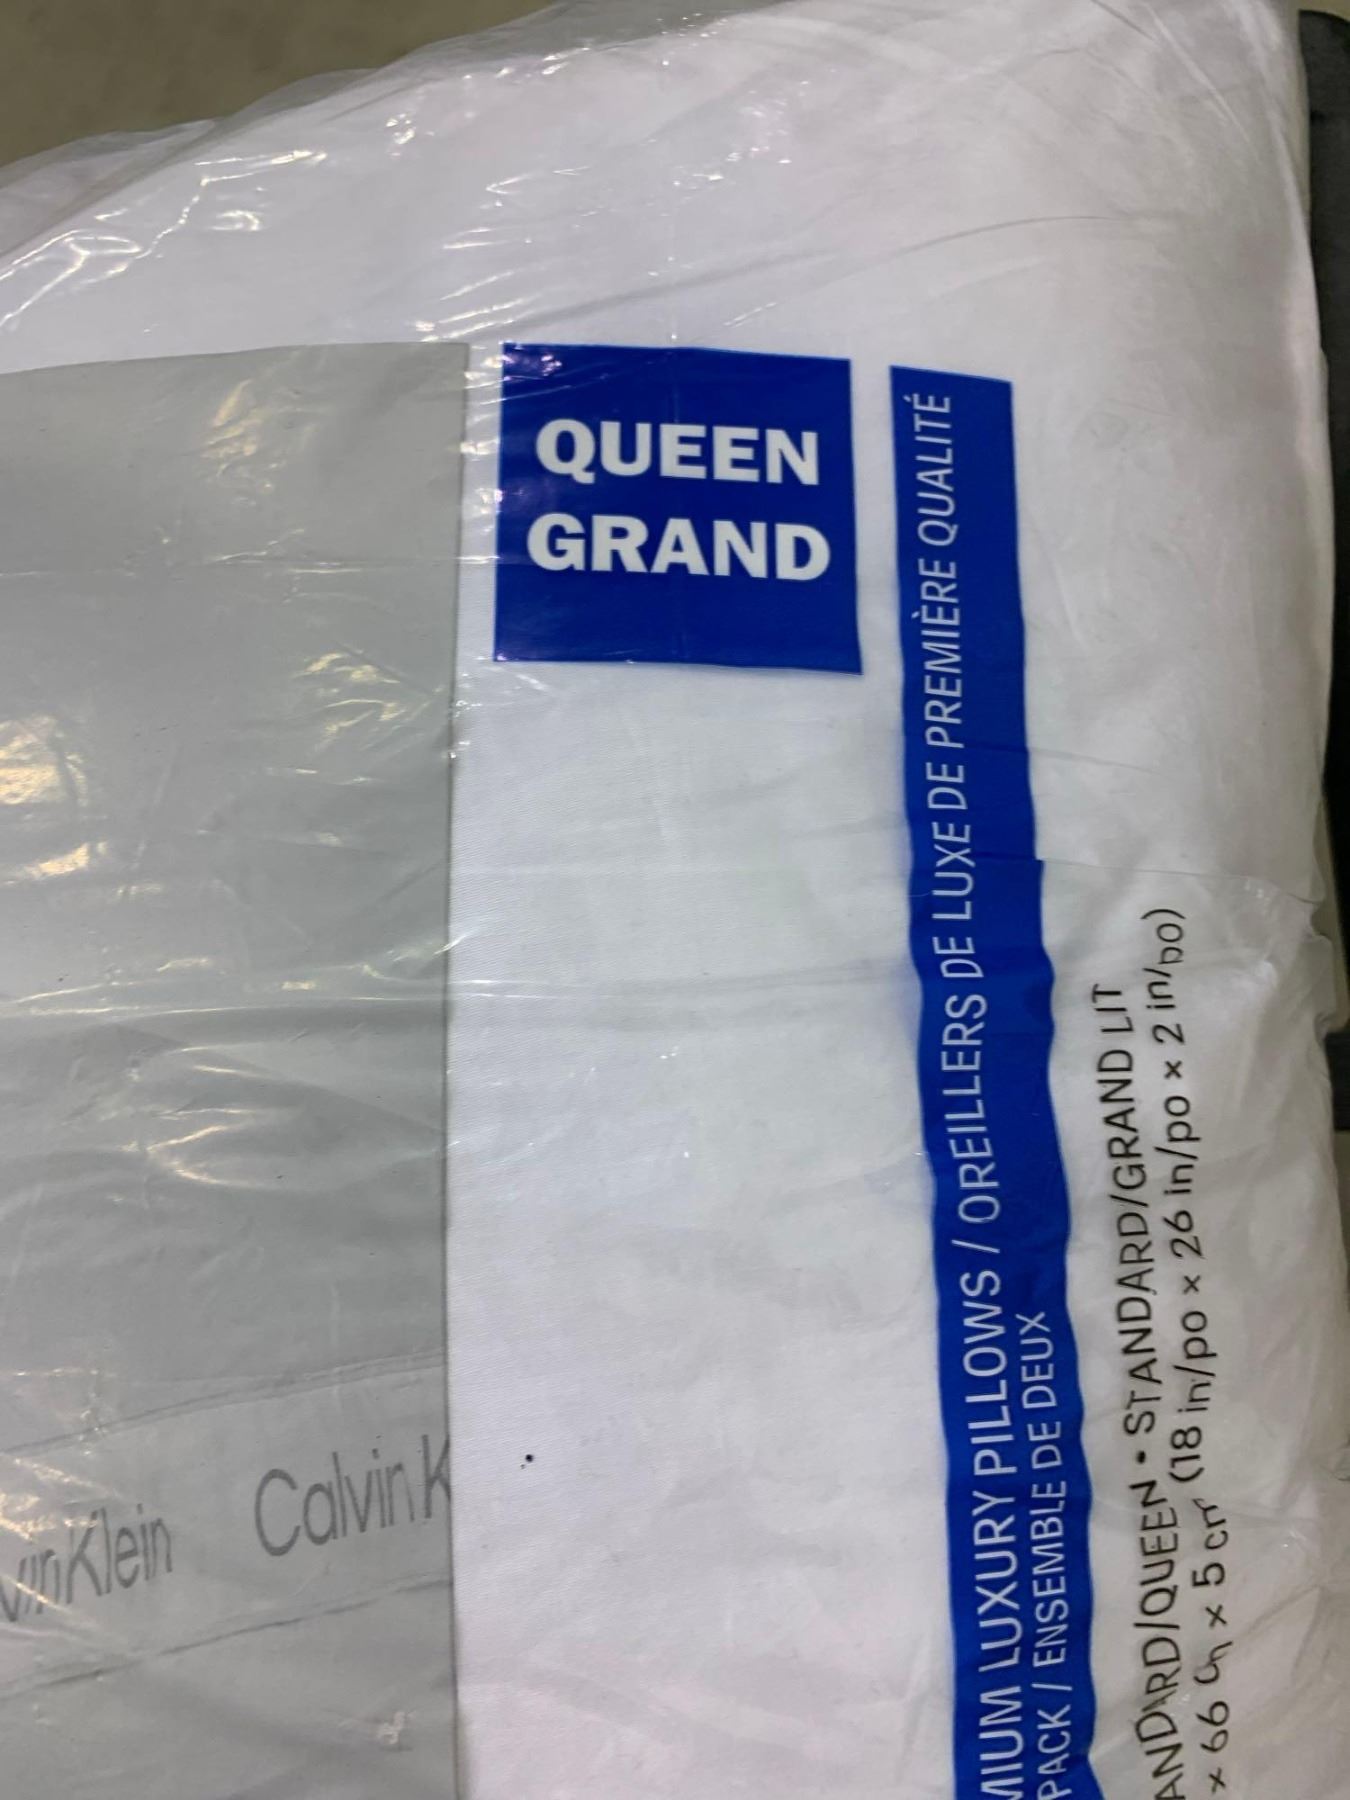 QUEEN
GRAND
MIUM LUXURY PILLOWS / OREILLERS DE LUXE DE PREMIÈRE QUALITÉ
PACK / ENSEMBLE DE DEUX
ANDARD/QUEEN • STANDARD/GRAND LIT
× 66 cm × 5 cm (18 in/po × 26 in/po × 2 in/po)
vinKlein Calvin K